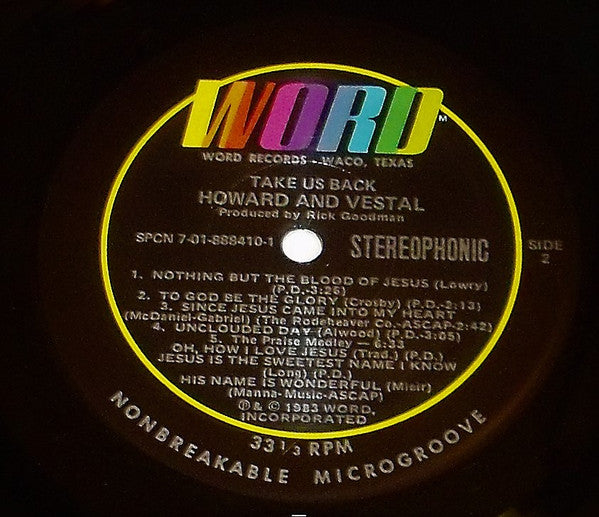 WORD
™
WORD RECORDS - WACO, TEXAS
TAKE US BACK
HOWARD AND VESTAL
Produced by Rick Goodman
SPCN 7-01-888410-1
STEREOPHONIC
SIDE
2
1. NOTHING BUT THE BLOOD OF JESUS (Lowry)
(P.D.-3:26)
2. TO GOD BE THE GLORY (Crosby) (P.D.-2:13)
3. SINCE JESUS CAME INTO MY HEART
(McDaniel-Gabriel) (The Rodeheaver Co.-ASCAP-2:42)
4. UNCLOUDED DAY (Alwood) (P.D.-3:05)
5. The Praise Medley – 6:33
OH, HOW I LOVE JESUS (Trad.) (P.D.)
JESUS IS THE SWEETEST NAME I KNOW
(Long) (P.D.)
HIS NAME IS WONDERFUL (Mieir)
(Manna-Music-ASCAP)
℗ & © 1983 WORD,
INCORPORATED
33 1/3 RPM
NONBREAKABLE MICROGROOVE